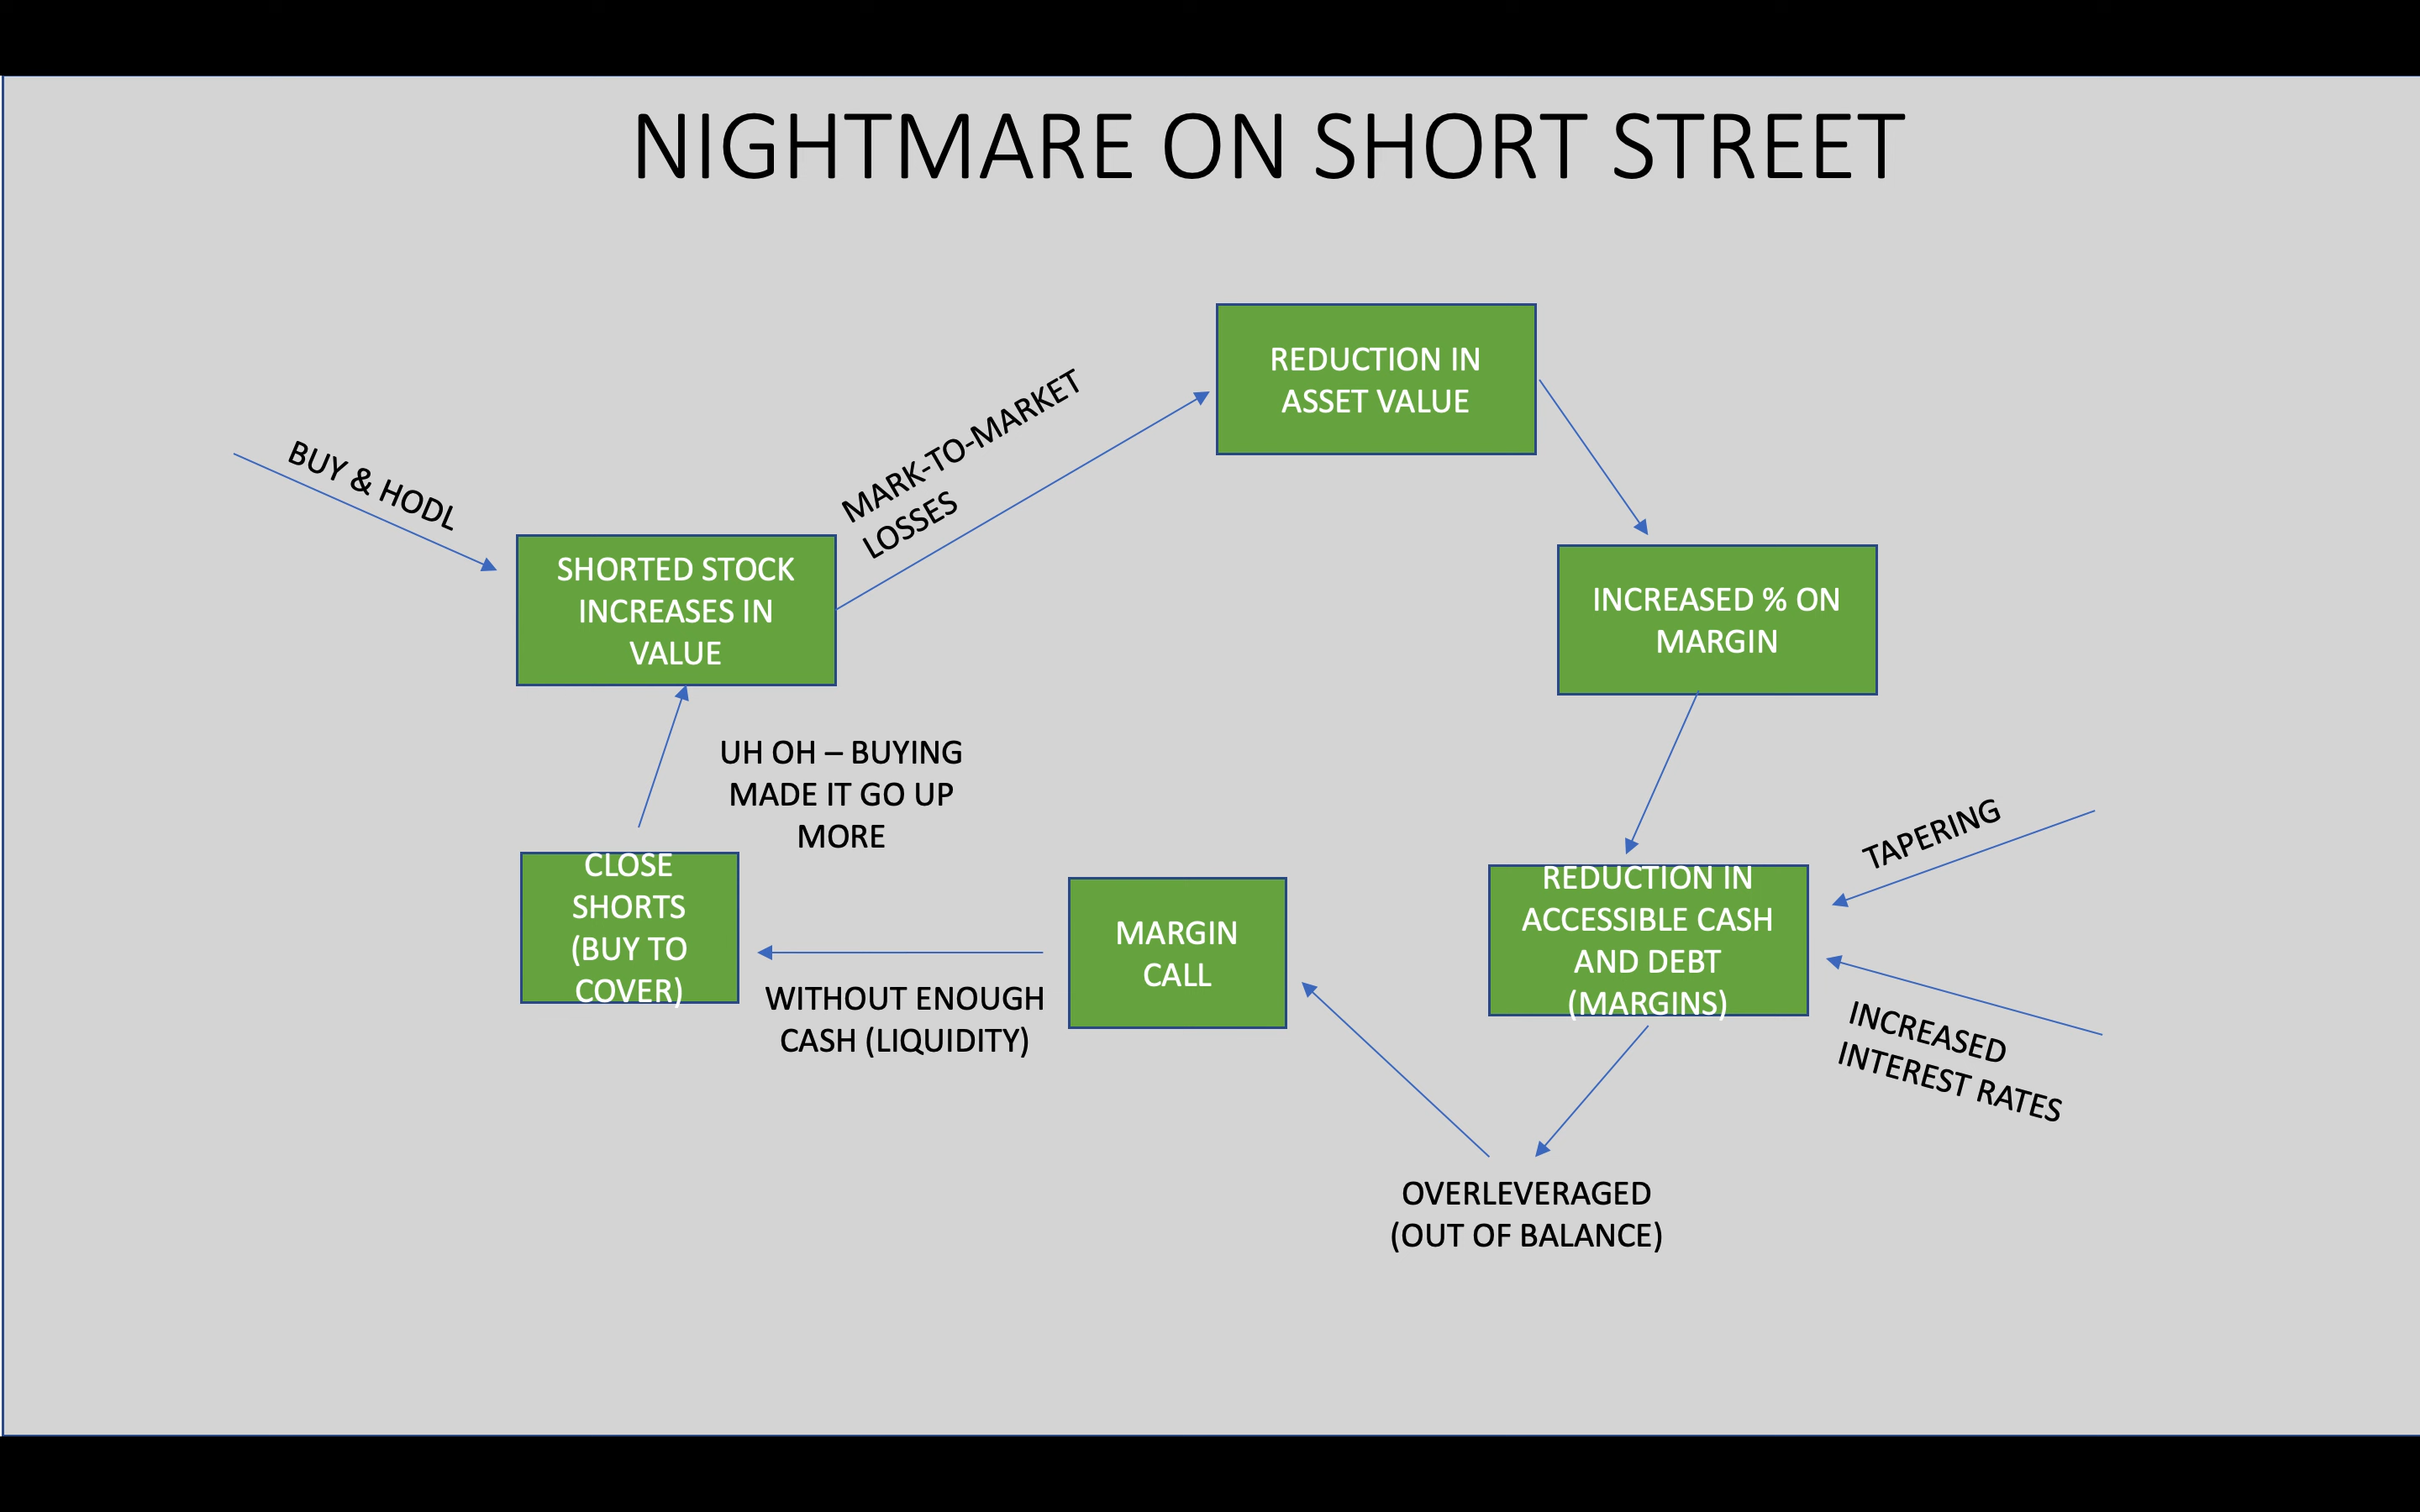 NIGHTMARE ON SHORT STREET
REDUCTION IN
ASSET VALUE
MARK-TO-MARKET
LOSSES
BUY & HODL
SHORTED STOCK
INCREASES IN
VALUE
INCREASED % ON
MARGIN
UH OH – BUYING
MADE IT GO UP
MORE
TAPERING
CLOSE
SHORTS
(BUY TO
COVER)
MARGIN
CALL
REDUCTION IN
ACCESSIBLE CASH
AND DEBT
(MARGINS)
WITHOUT ENOUGH
CASH (LIQUIDITY)
INCREASED
INTEREST RATES
OVERLEVERAGED
(OUT OF BALANCE)